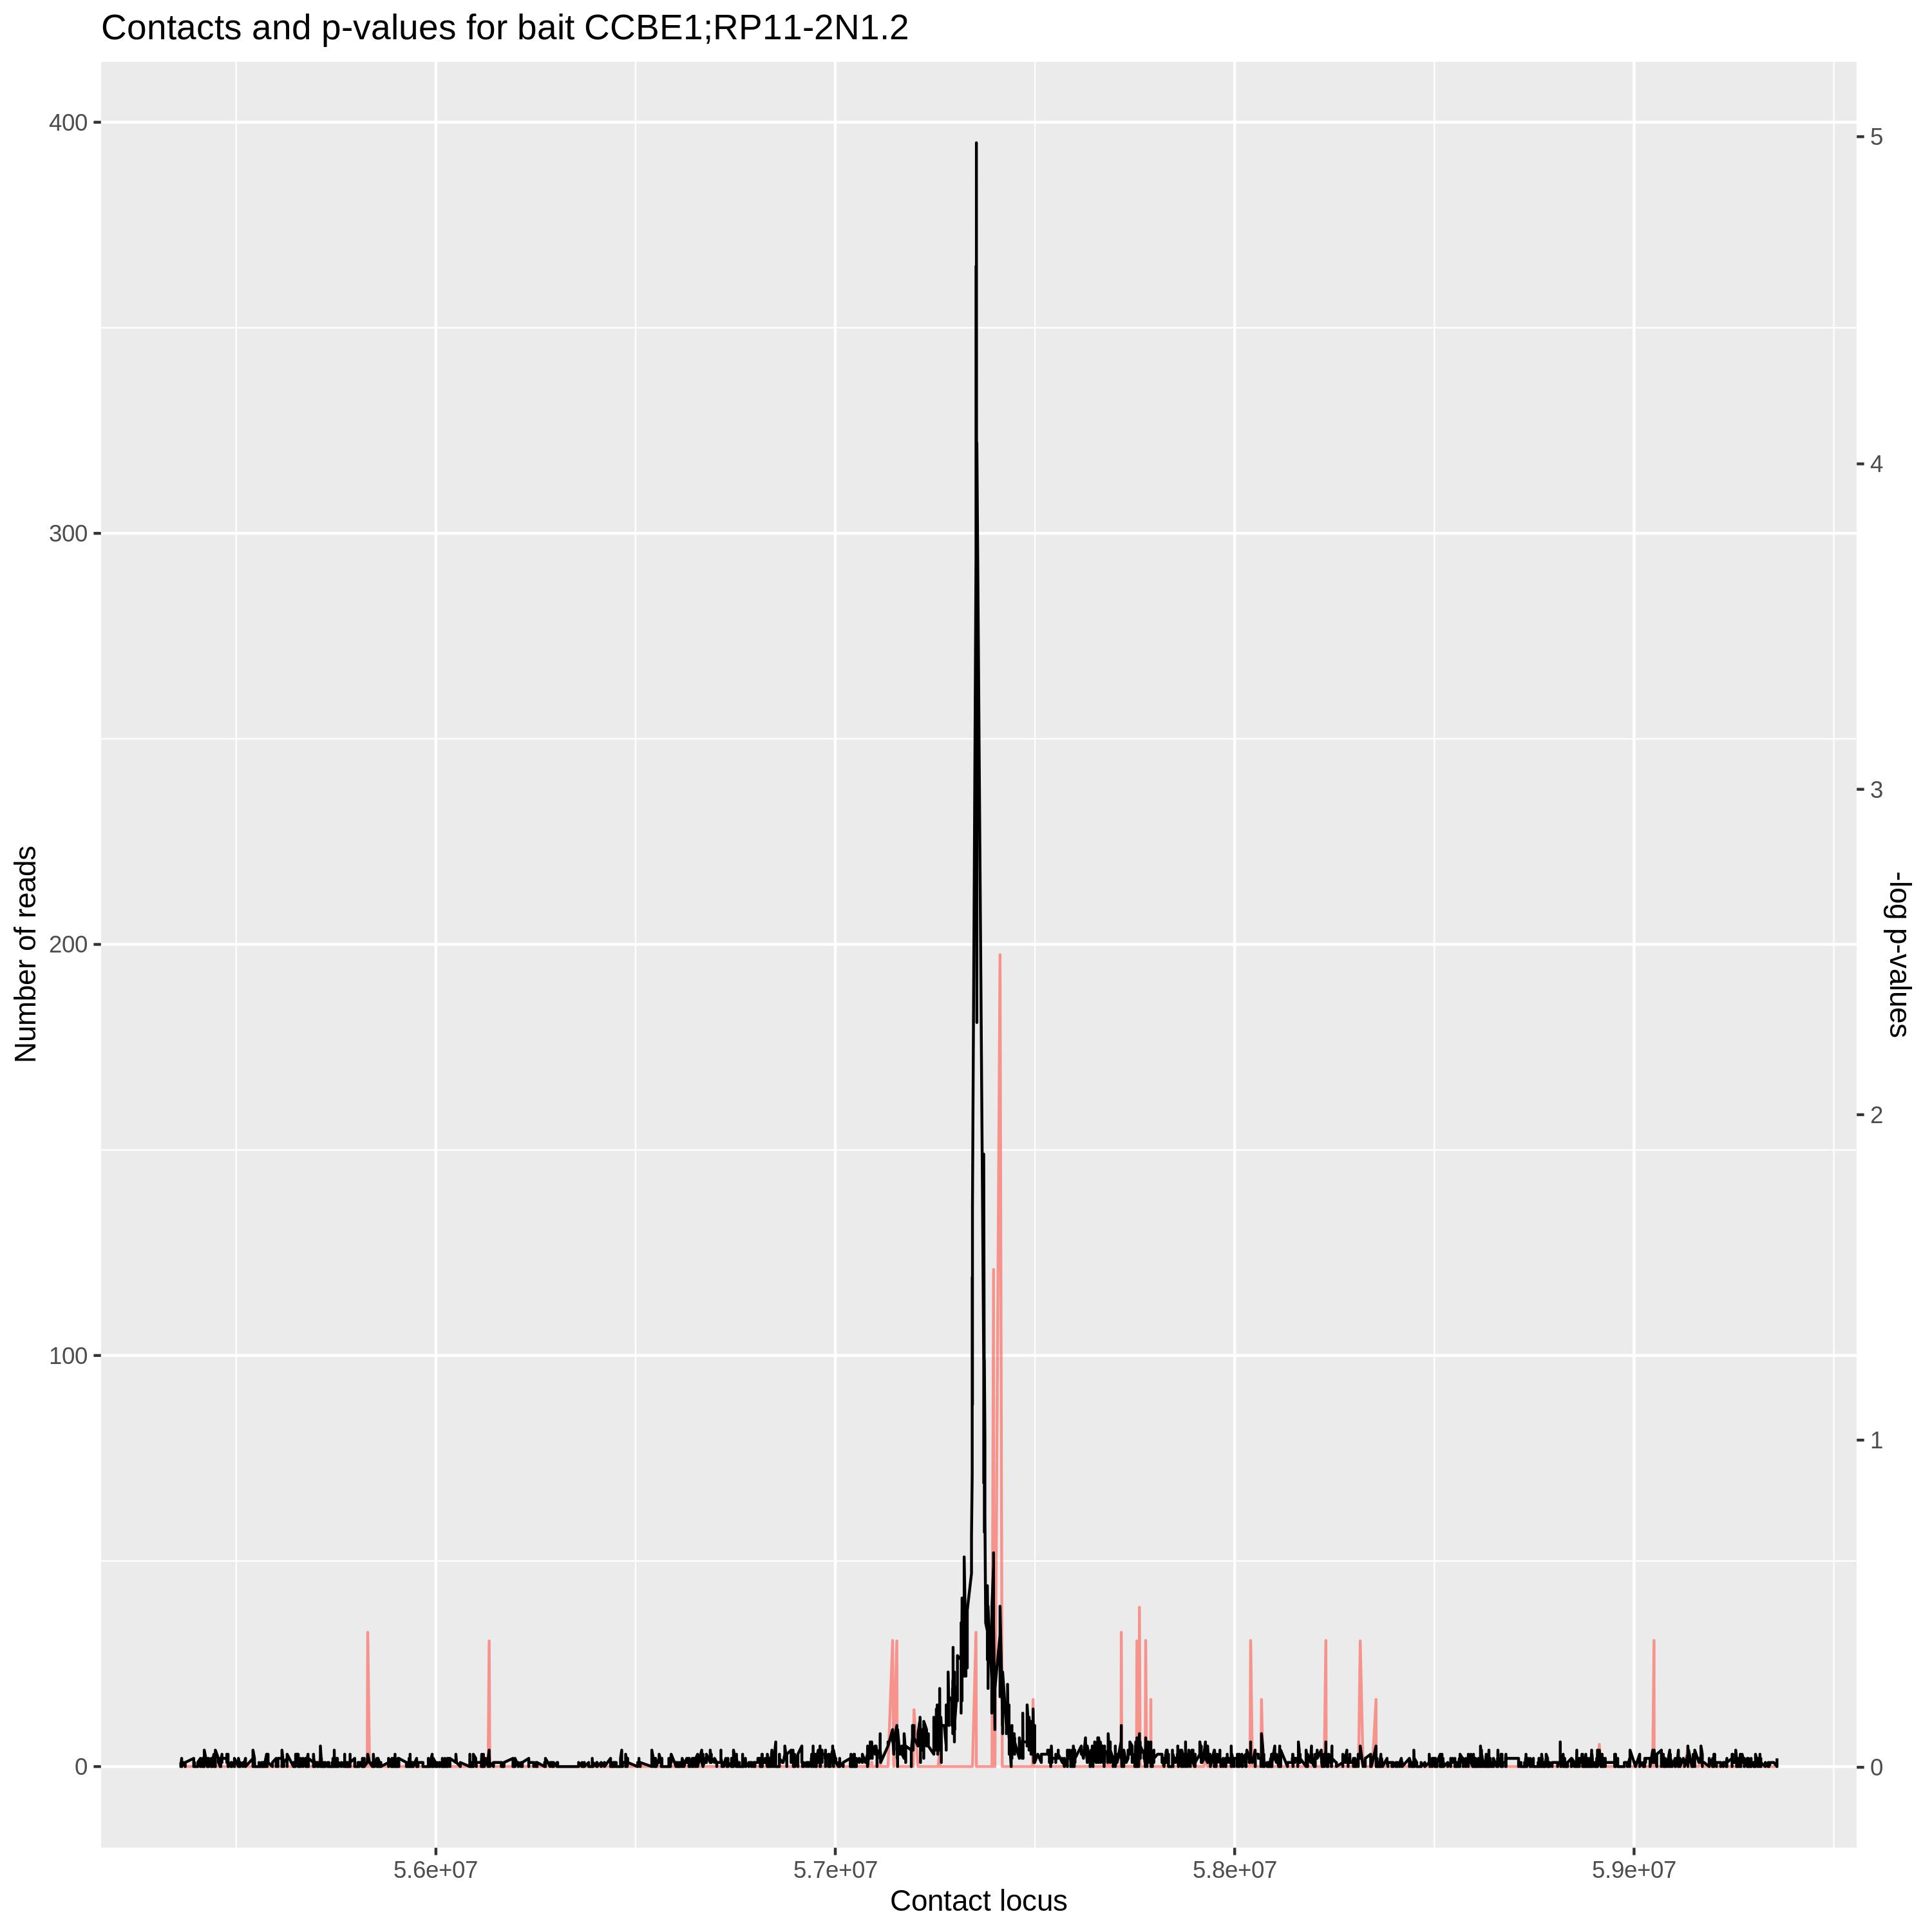 Contacts and p-values for bait CCBE1;RP11-2N1.2
400
300
200
100
0
Number of reads
5
4
3
2
1
0
-log p-values
5.6e+07
5.7e+07
5.8e+07
5.9e+07
Contact locus